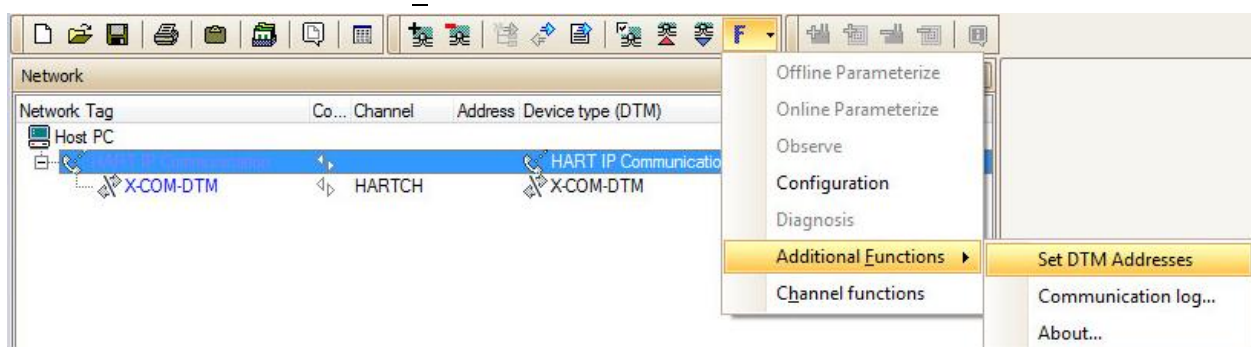 F
Network
Network Tag Co... Channel Address Device type (DTM)
Host PC
HART IP Communication HART IP Communicatio
X-COM-DTM HARTCH X-COM-DTM
Offline Parameterize
Online Parameterize
Observe
Configuration
Diagnosis
Additional Functions
Channel functions
Set DTM Addresses
Communication log...
About...